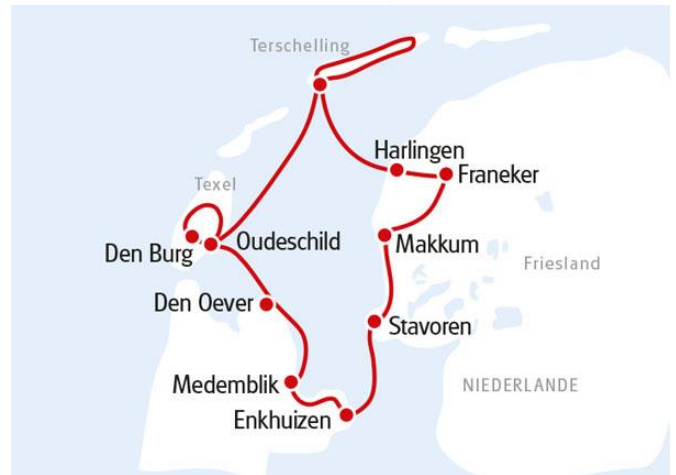 Terschelling
Harlingen
Franeker
Texel
Oudeschild
Den Burg
Makkum
Friesland
Den Oever
Stavoren
Medemblik
NIEDERLANDE
Enkhuizen